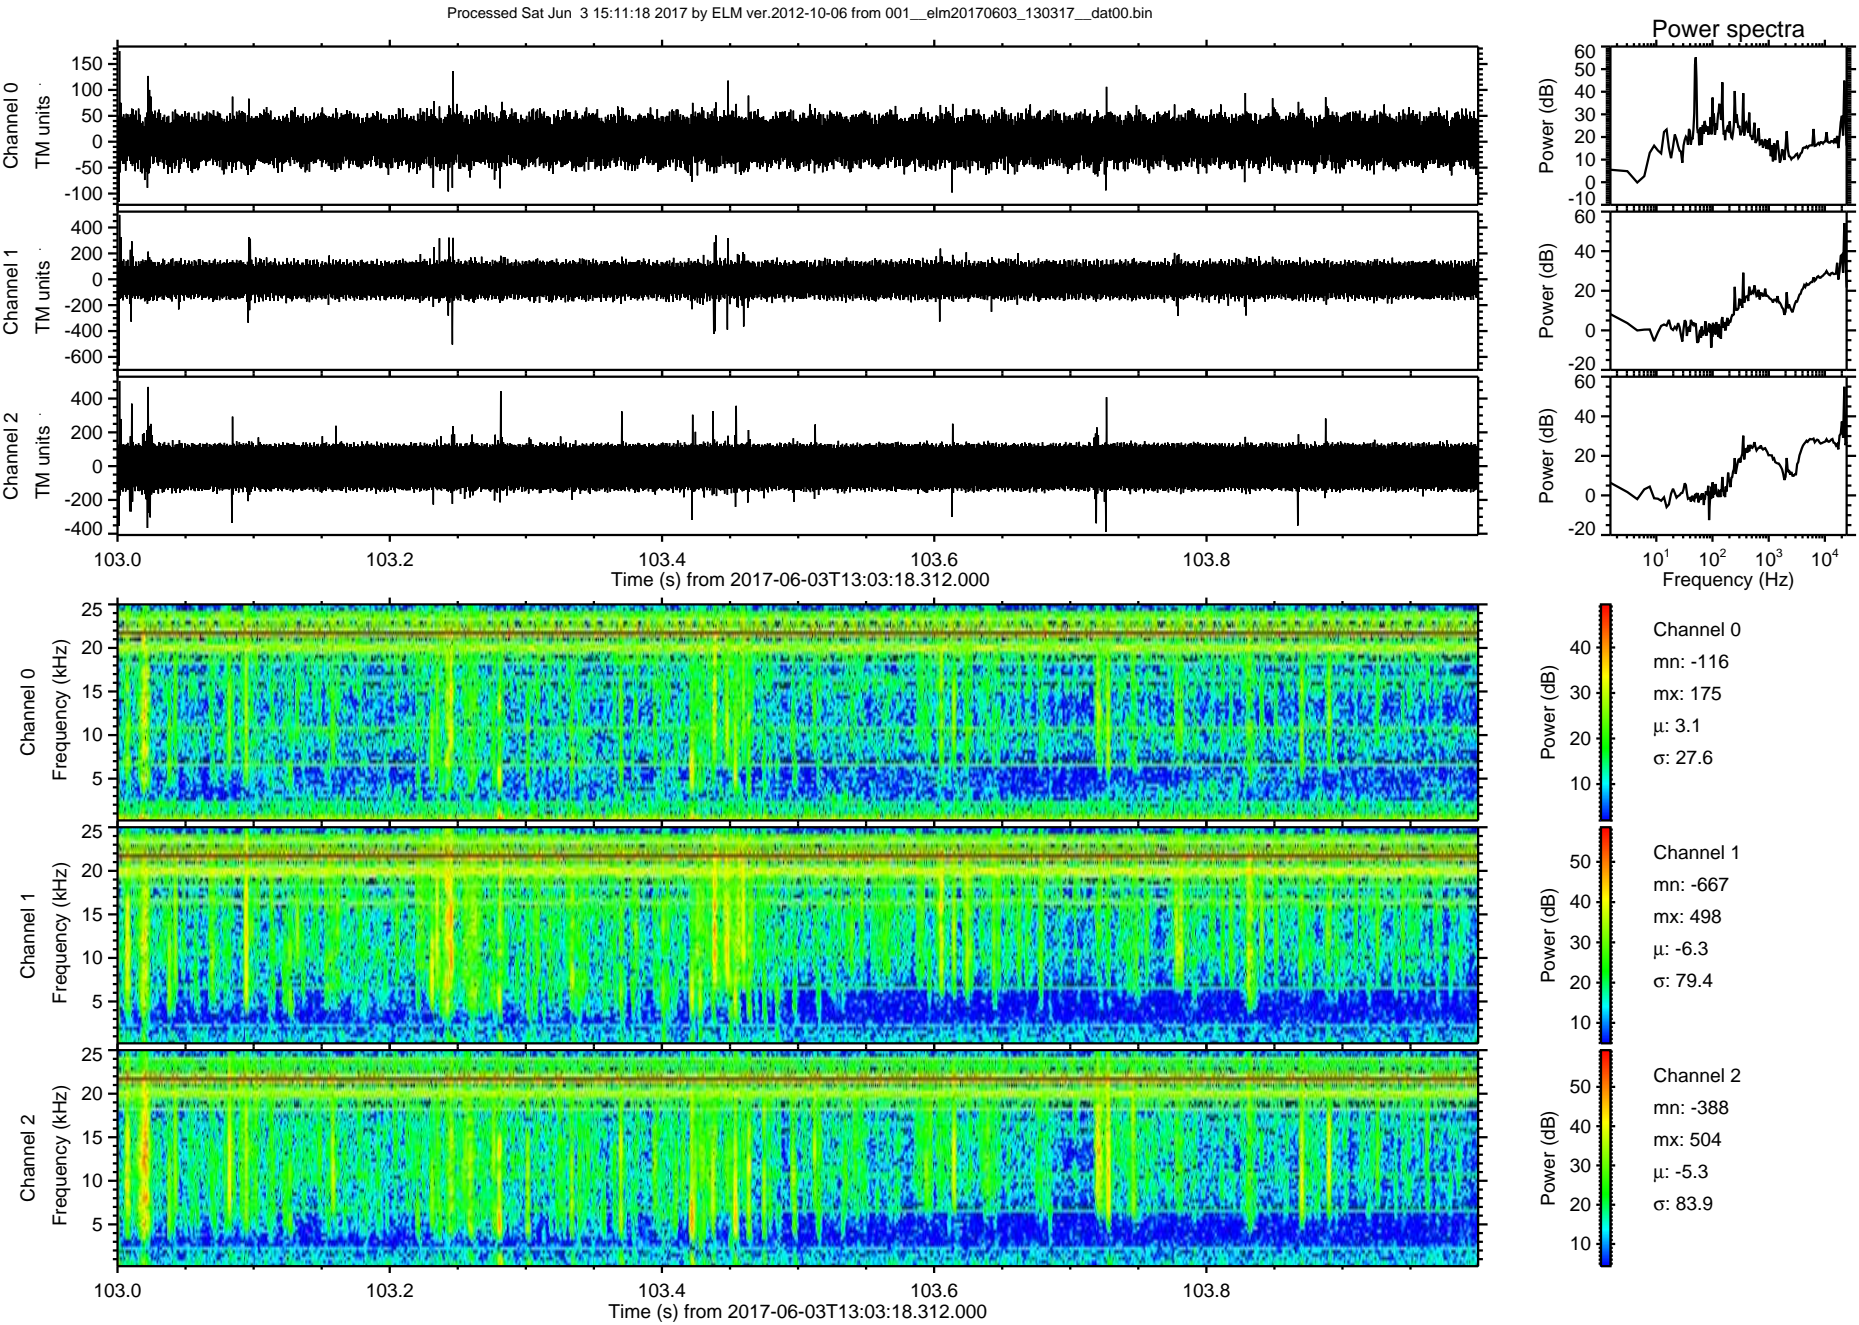 Processed Sat Jun  3 15:11:18 2017 by ELM ver.2012-10-06 from 001__elm20170603_130317__dat00.bin
Power spectra
Channel 0
TM units
150
100
50
0
-50
-100
Power (dB)
60
50
40
30
20
10
0
-10
Channel 1
TM units
400
200
0
-200
-400
-600
Power (dB)
60
40
20
0
-20
Channel 2
TM units
400
200
0
-200
-400
Power (dB)
60
40
20
0
-20
103.0 103.2 103.4 103.6 103.8
Time (s) from 2017-06-03T13:03:18.312.000
10¹ 10² 10³ 10⁴
Frequency (Hz)
Channel 0
Frequency (kHz)
25
20
15
10
5
Power (dB)
40
30
20
10
Channel 0
mn: -116
mx: 175
μ: 3.1
σ: 27.6
Channel 1
Frequency (kHz)
25
20
15
10
5
Power (dB)
50
40
30
20
10
Channel 1
mn: -667
mx: 498
μ: -6.3
σ: 79.4
Channel 2
Frequency (kHz)
25
20
15
10
5
Power (dB)
50
40
30
20
10
Channel 2
mn: -388
mx: 504
μ: -5.3
σ: 83.9
103.0 103.2 103.4 103.6 103.8
Time (s) from 2017-06-03T13:03:18.312.000